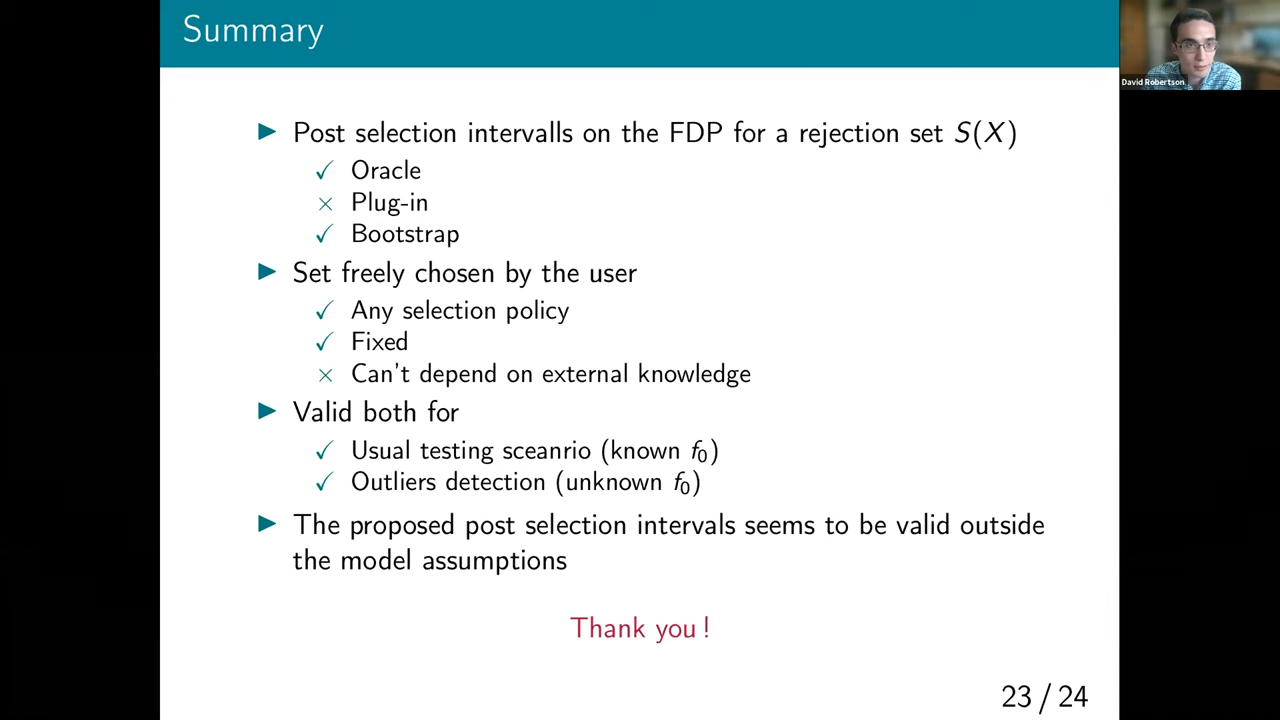 Summary
David Robertson
▶ Post selection intervalls on the FDP for a rejection set S(X)
✓ Oracle
× Plug-in
✓ Bootstrap
▶ Set freely chosen by the user
✓ Any selection policy
✓ Fixed
× Can't depend on external knowledge
▶ Valid both for
✓ Usual testing sceanrio (known f₀)
✓ Outliers detection (unknown f₀)
▶ The proposed post selection intervals seems to be valid outside
the model assumptions
Thank you !
23 / 24